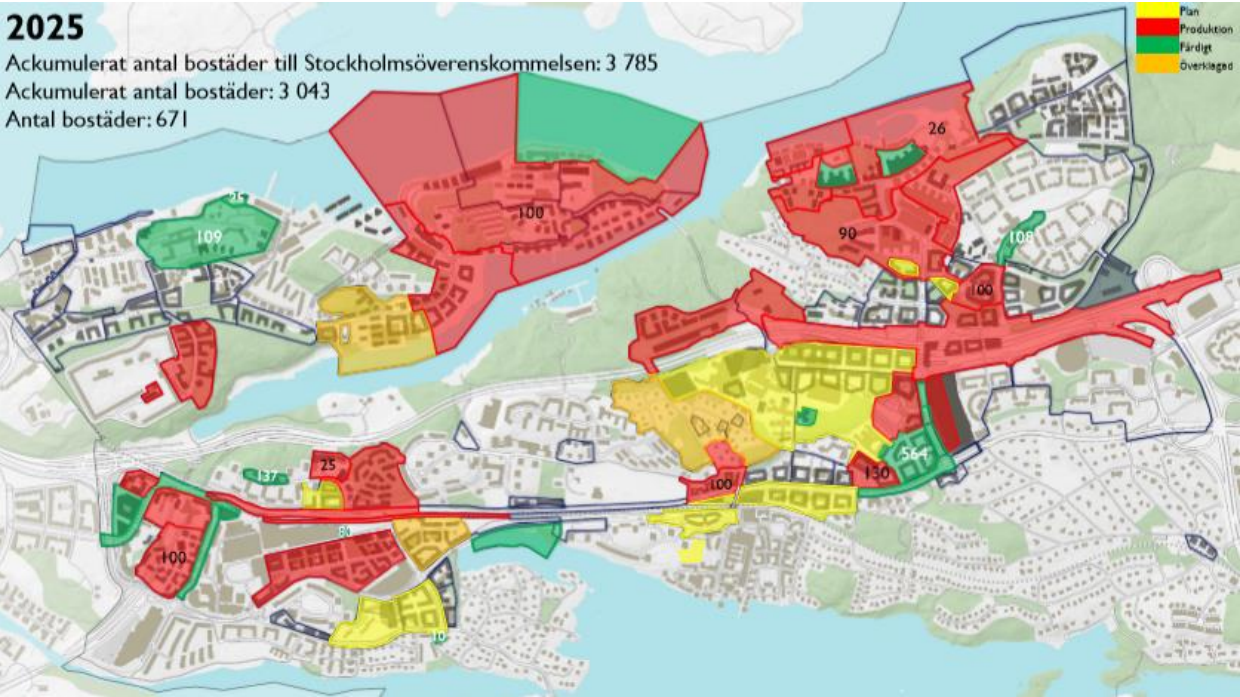 2025
Ackumulerat antal bostäder till Stockholmsöverenskommelsen: 3 785
Ackumulerat antal bostäder: 3 043
Antal bostäder: 671
Plan
Produktion
Färdigt
Överklagad
26
100
109
90
108
100
564
25
137
130
100
100
10